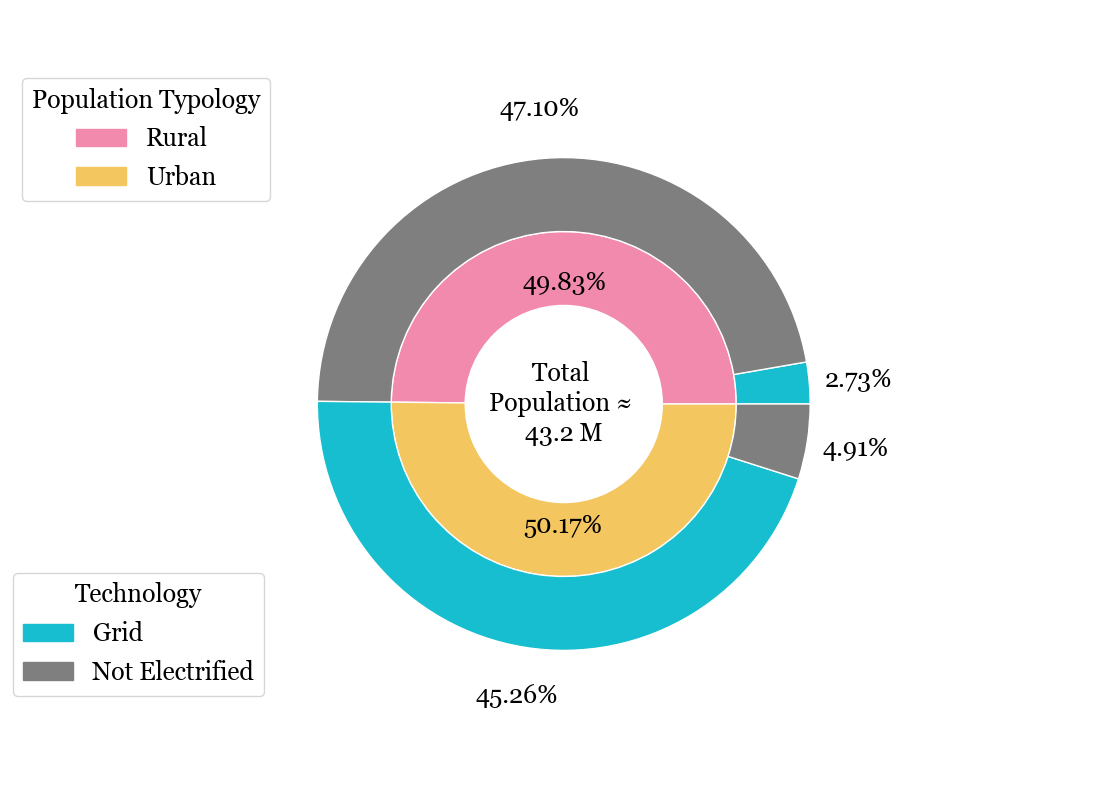 47.10%
Population Typology
Rural
Urban
49.83%
2.73%
Total
Population ≈
43.2 M
4.91%
50.17%
Technology
Grid
Not Electrified
45.26%